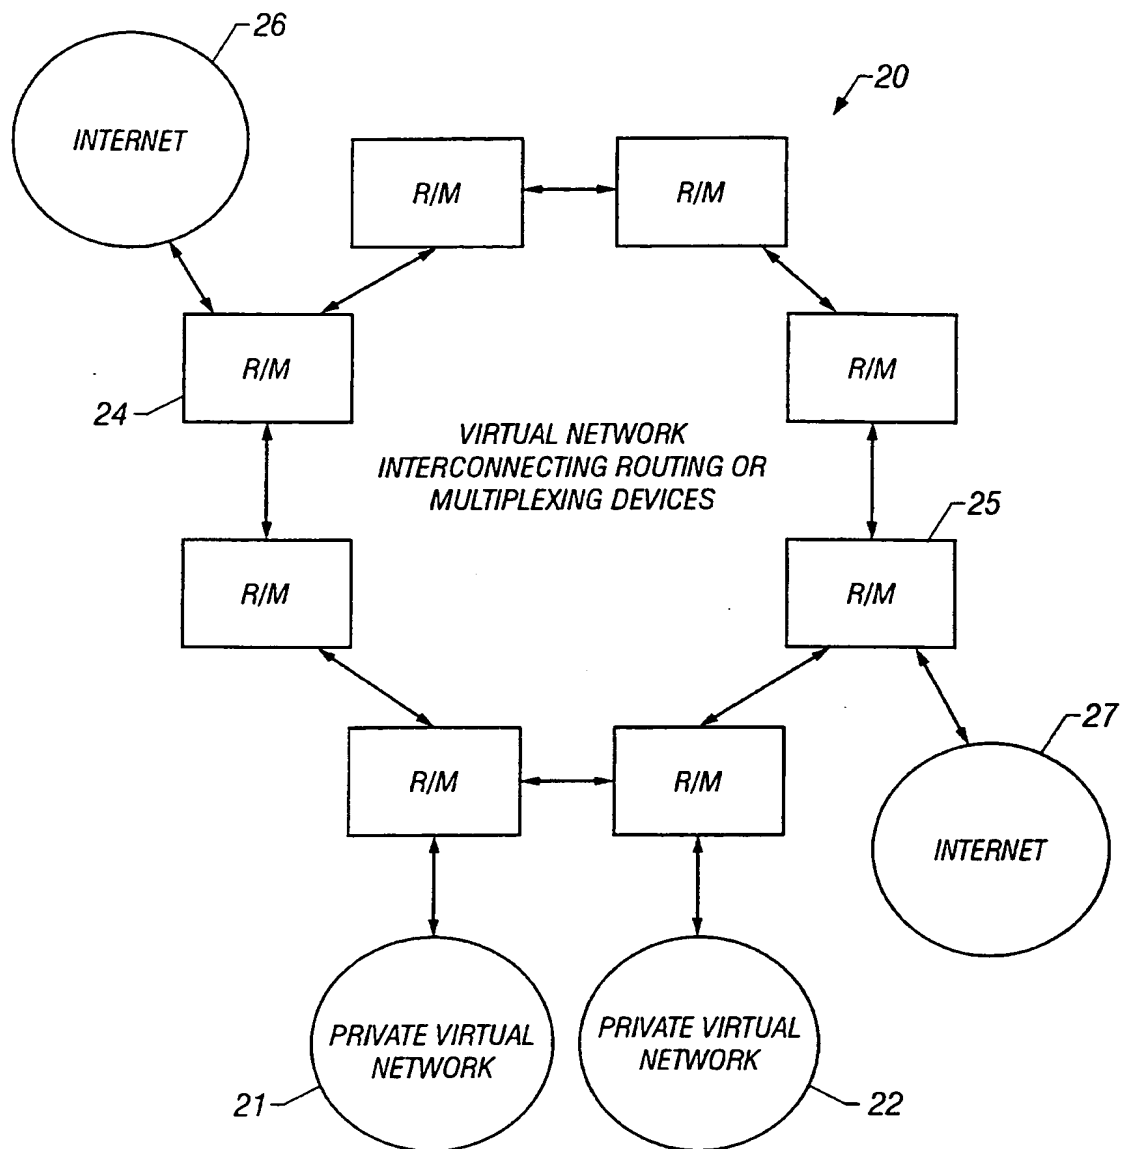 26
20
INTERNET
R/M
R/M
R/M
R/M
24
VIRTUAL NETWORK
INTERCONNECTING ROUTING OR
MULTIPLEXING DEVICES
25
R/M
R/M
27
R/M
R/M
INTERNET
PRIVATE VIRTUAL
NETWORK
PRIVATE VIRTUAL
NETWORK
21
22